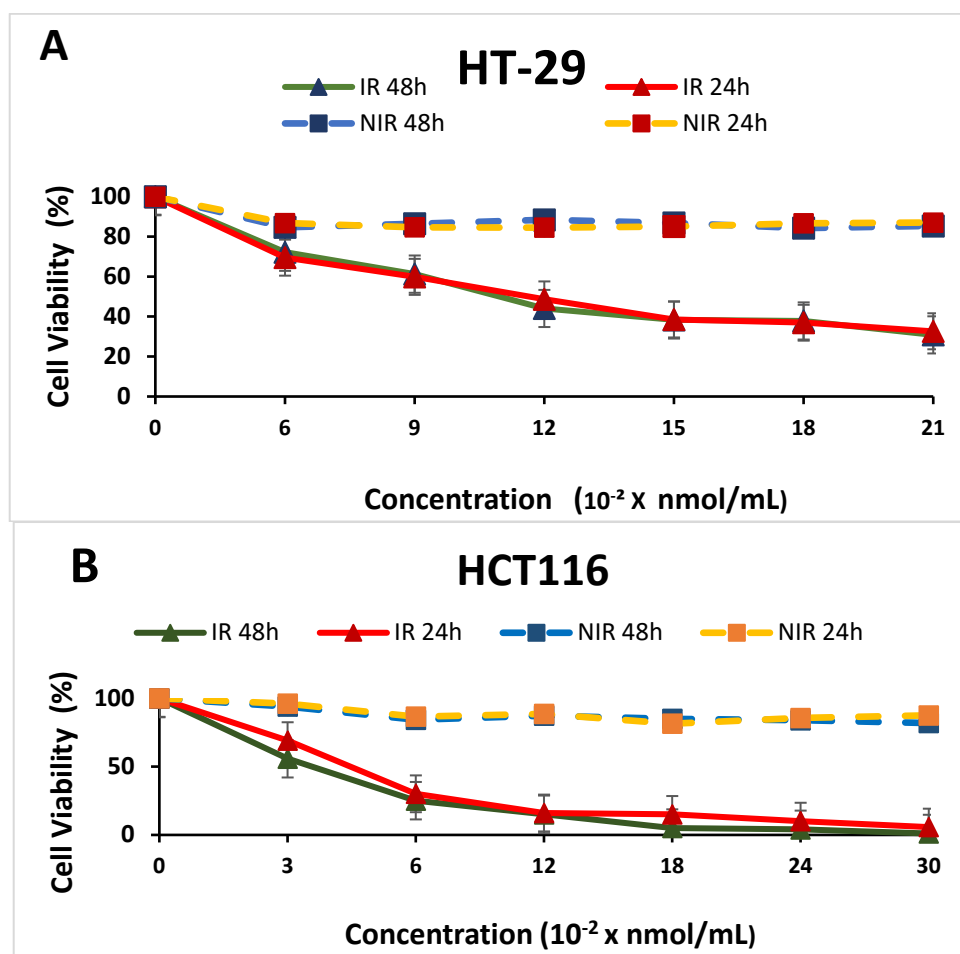 A
HT-29
IR 48h IR 24h
NIR 48h NIR 24h
Cell Viability (%)
100
80
60
40
20
0
0 6 9 12 15 18 21
Concentration (10⁻² X nmol/mL)
B
HCT116
IR 48h IR 24h NIR 48h NIR 24h
Cell Viability (%)
100
50
0
0 3 6 12 18 24 30
Concentration (10⁻² x nmol/mL)